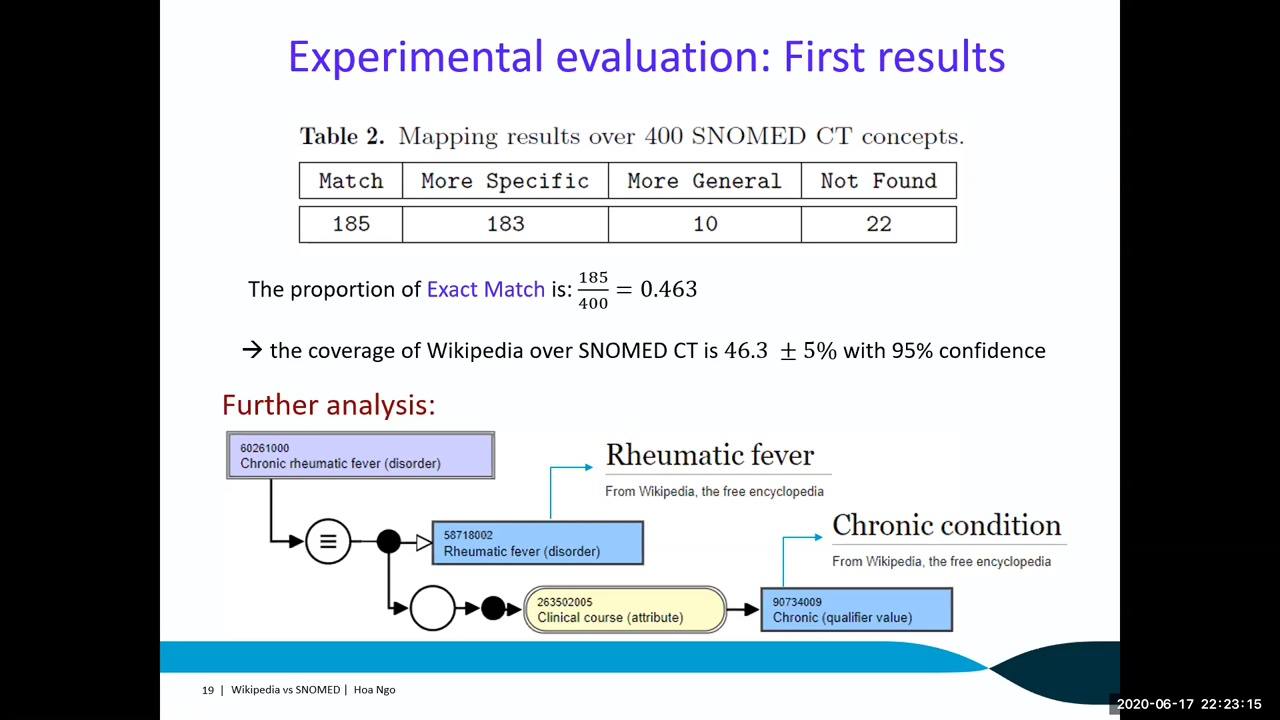 Experimental evaluation: First results
Table 2. Mapping results over 400 SNOMED CT concepts.
Match More Specific More General Not Found
185 183 10 22
The proportion of Exact Match is: 185/400 = 0.463
→ the coverage of Wikipedia over SNOMED CT is 46.3 ±5% with 95% confidence
Further analysis:
60261000
Chronic rheumatic fever (disorder)
Rheumatic fever
From Wikipedia, the free encyclopedia
≡
58718002
Rheumatic fever (disorder)
Chronic condition
From Wikipedia, the free encyclopedia
263502005
Clinical course (attribute)
90734009
Chronic (qualifier value)
19 | Wikipedia vs SNOMED | Hoa Ngo
2020-06-17 22:23:15